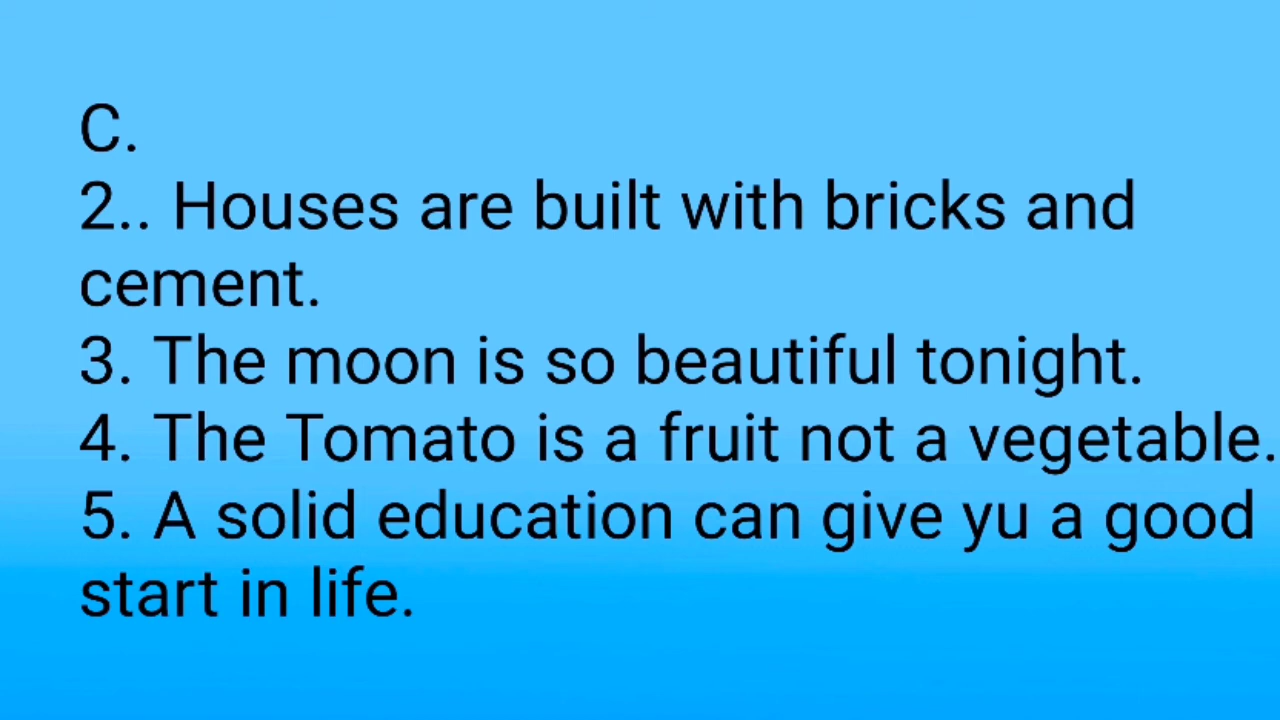 C.
2.. Houses are built with bricks and
cement.
3. The moon is so beautiful tonight.
4. The Tomato is a fruit not a vegetable.
5. A solid education can give yu a good
start in life.